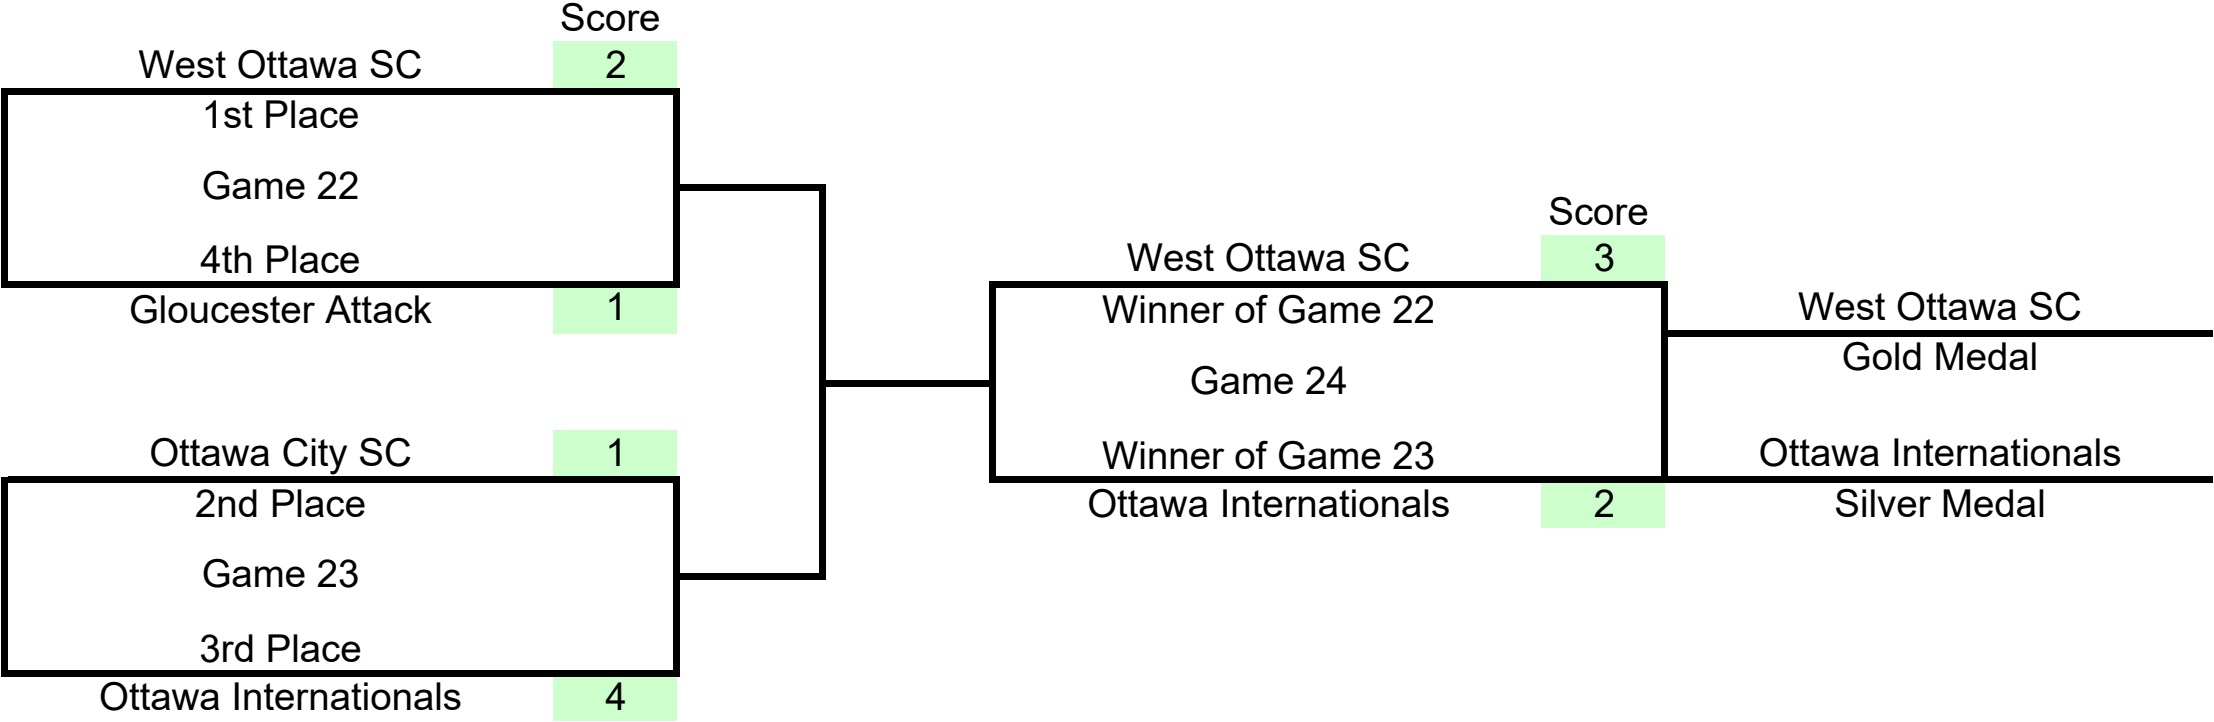 Score
West Ottawa SC 2
1st Place
Game 22
4th Place
Gloucester Attack 1
Ottawa City SC 1
2nd Place
Game 23
3rd Place
Ottawa Internationals 4
Score
West Ottawa SC 3
Winner of Game 22
Game 24
Winner of Game 23
Ottawa Internationals 2
West Ottawa SC
Gold Medal
Ottawa Internationals
Silver Medal